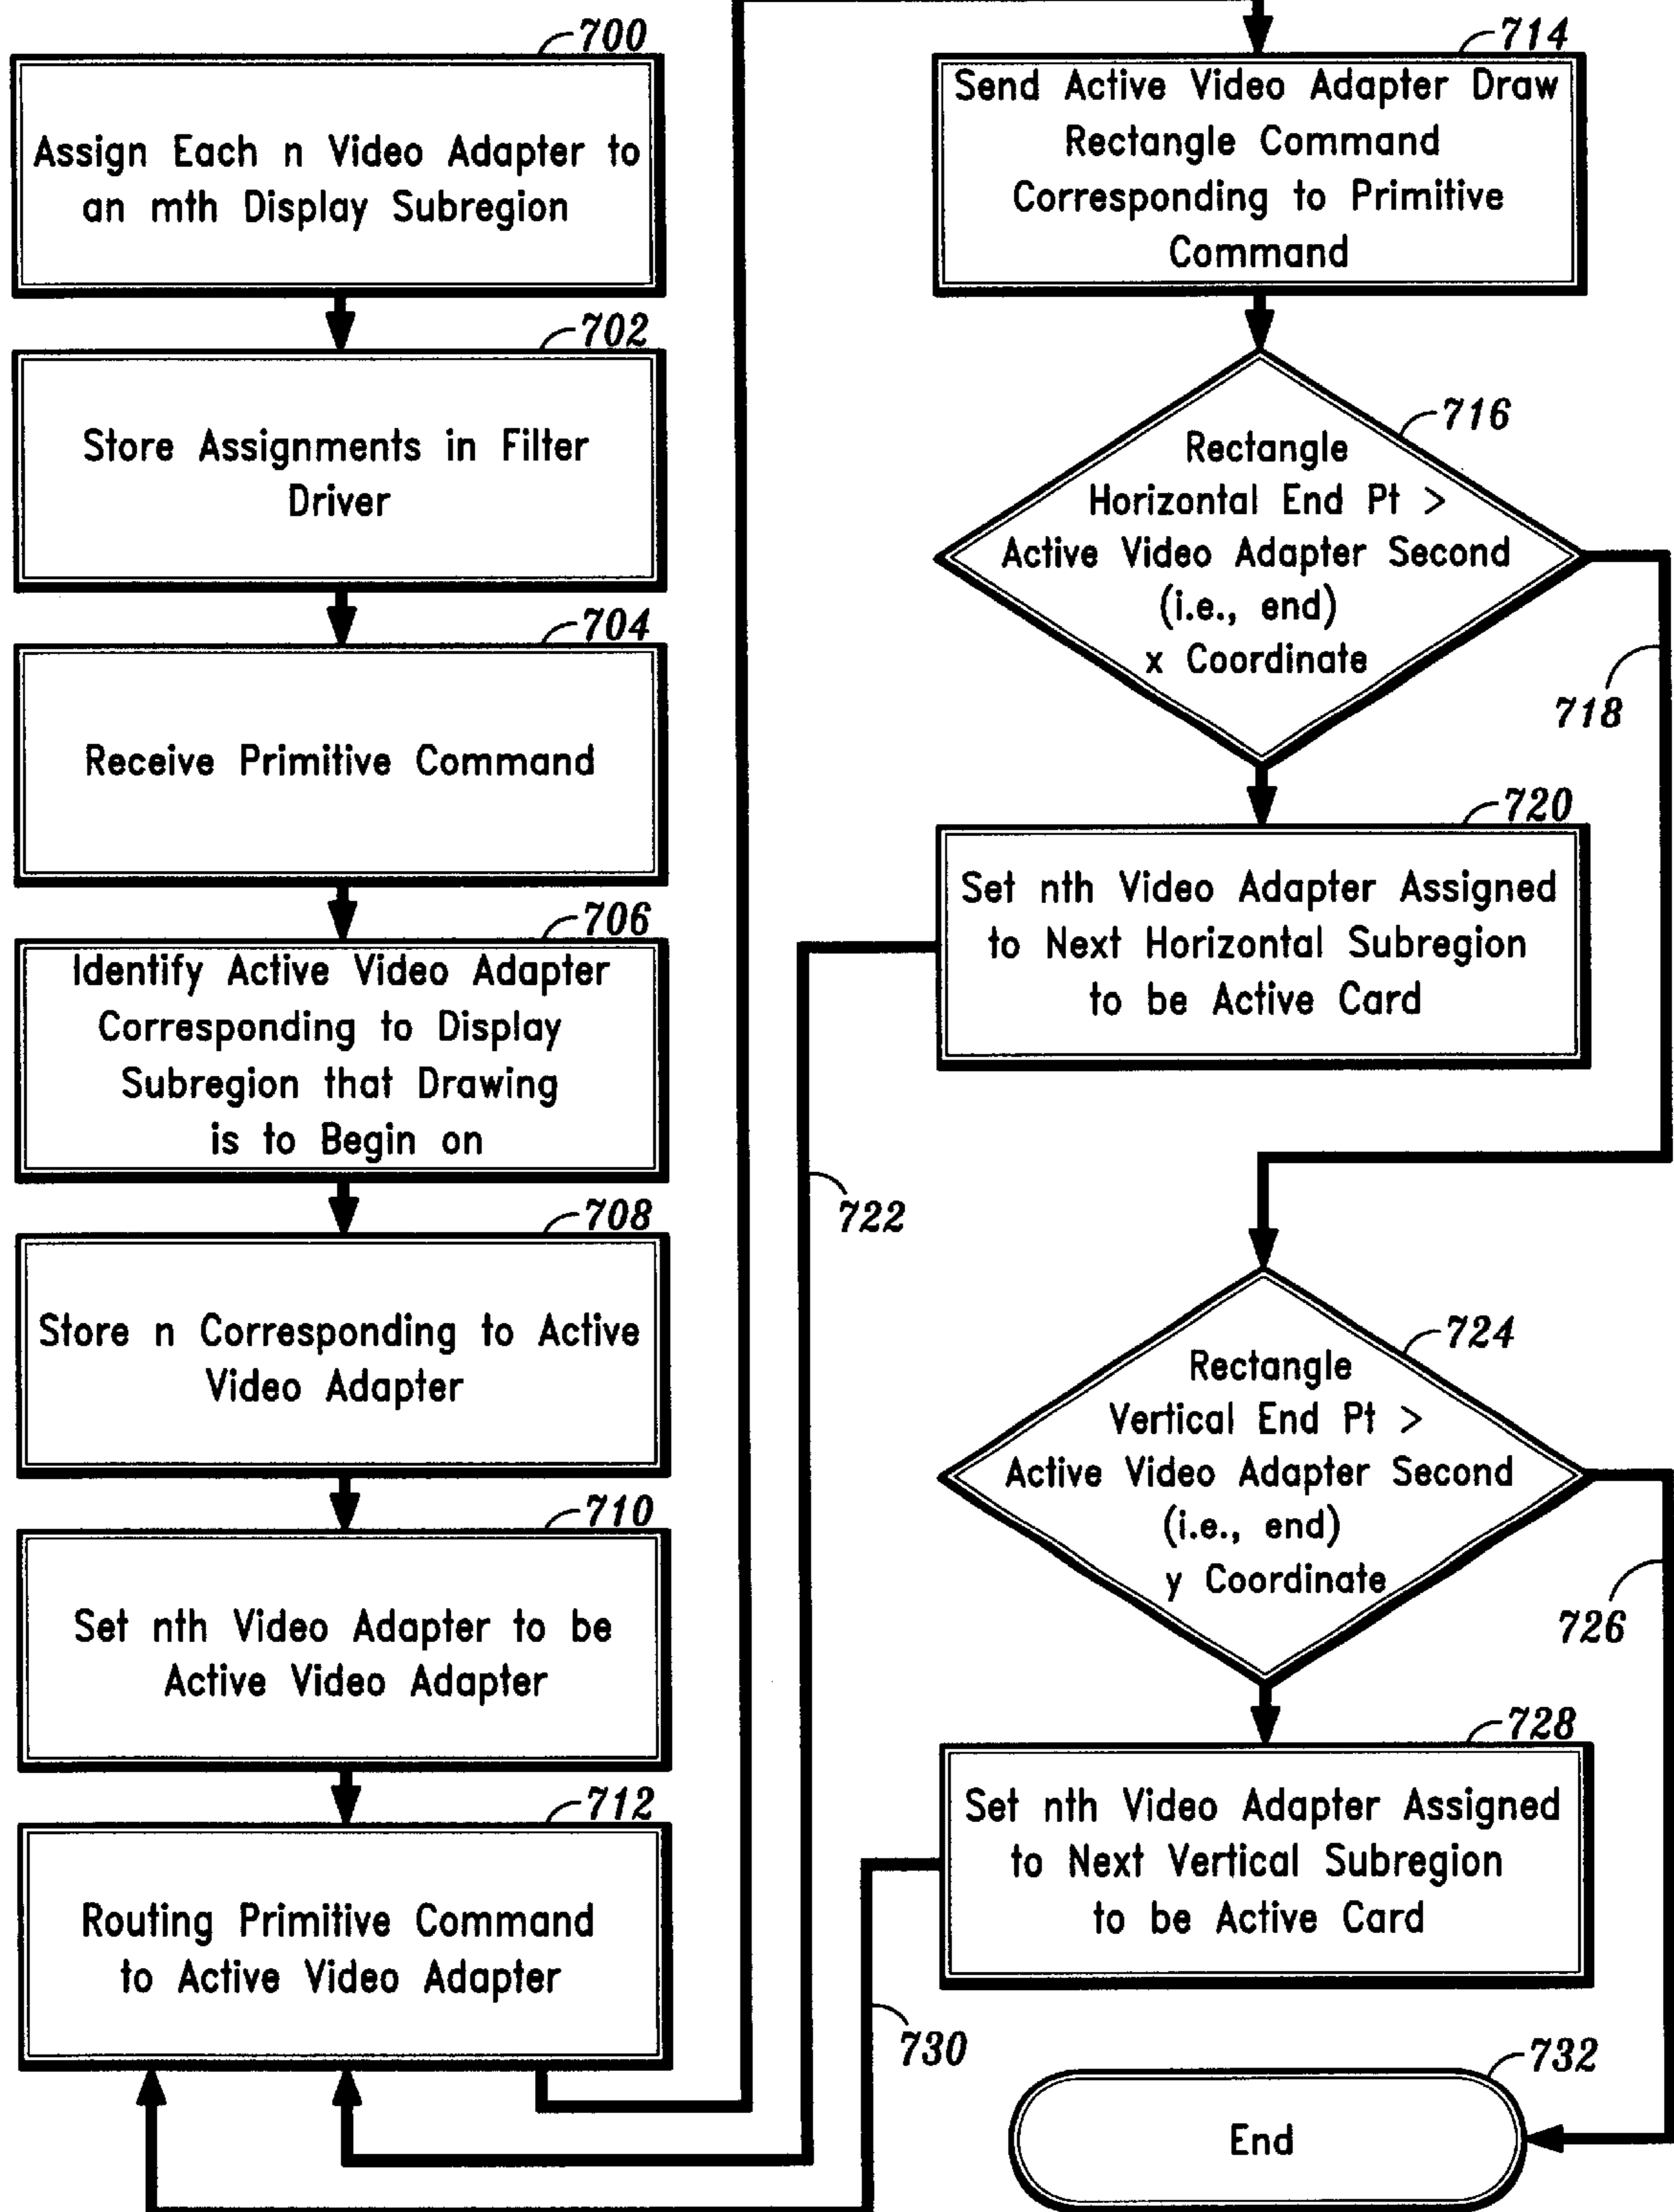 700
Assign Each n Video Adapter to
an mth Display Subregion
702
Store Assignments in Filter
Driver
704
Receive Primitive Command
706
Identify Active Video Adapter
Corresponding to Display
Subregion that Drawing
is to Begin on
708
Store n Corresponding to Active
Video Adapter
710
Set nth Video Adapter to be
Active Video Adapter
712
Routing Primitive Command
to Active Video Adapter
714
Send Active Video Adapter Draw
Rectangle Command
Corresponding to Primitive
Command
716
Rectangle
Horizontal End Pt >
Active Video Adapter Second
(i.e., end)
x Coordinate
718
720
Set nth Video Adapter Assigned
to Next Horizontal Subregion
to be Active Card
722
724
Rectangle
Vertical End Pt >
Active Video Adapter Second
(i.e., end)
y Coordinate
726
728
Set nth Video Adapter Assigned
to Next Vertical Subregion
to be Active Card
730
732
End